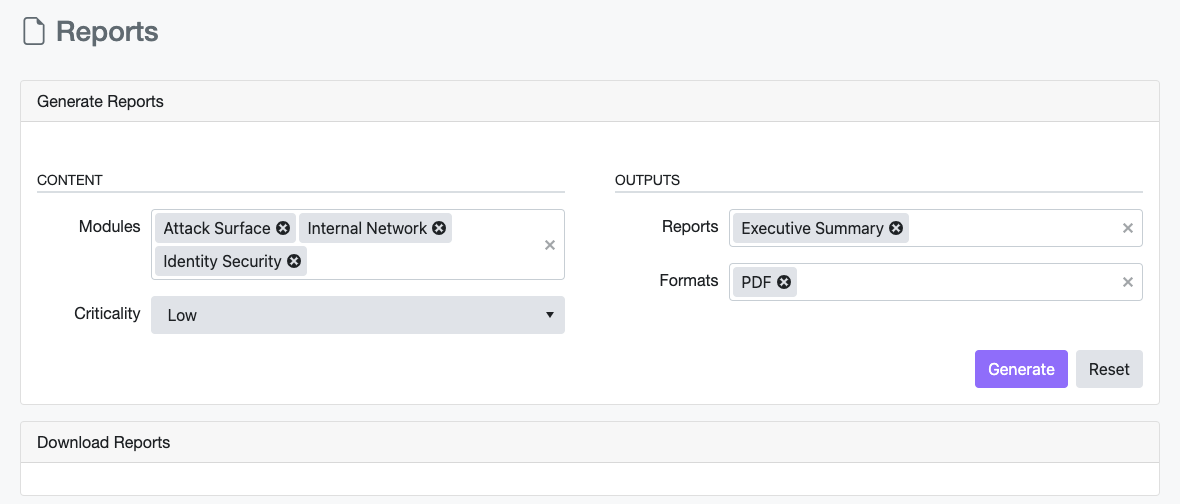 Reports
Generate Reports
CONTENT
Modules Attack Surface Internal Network
Identity Security
Criticality Low
OUTPUTS
Reports Executive Summary
Formats PDF
Generate Reset
Download Reports